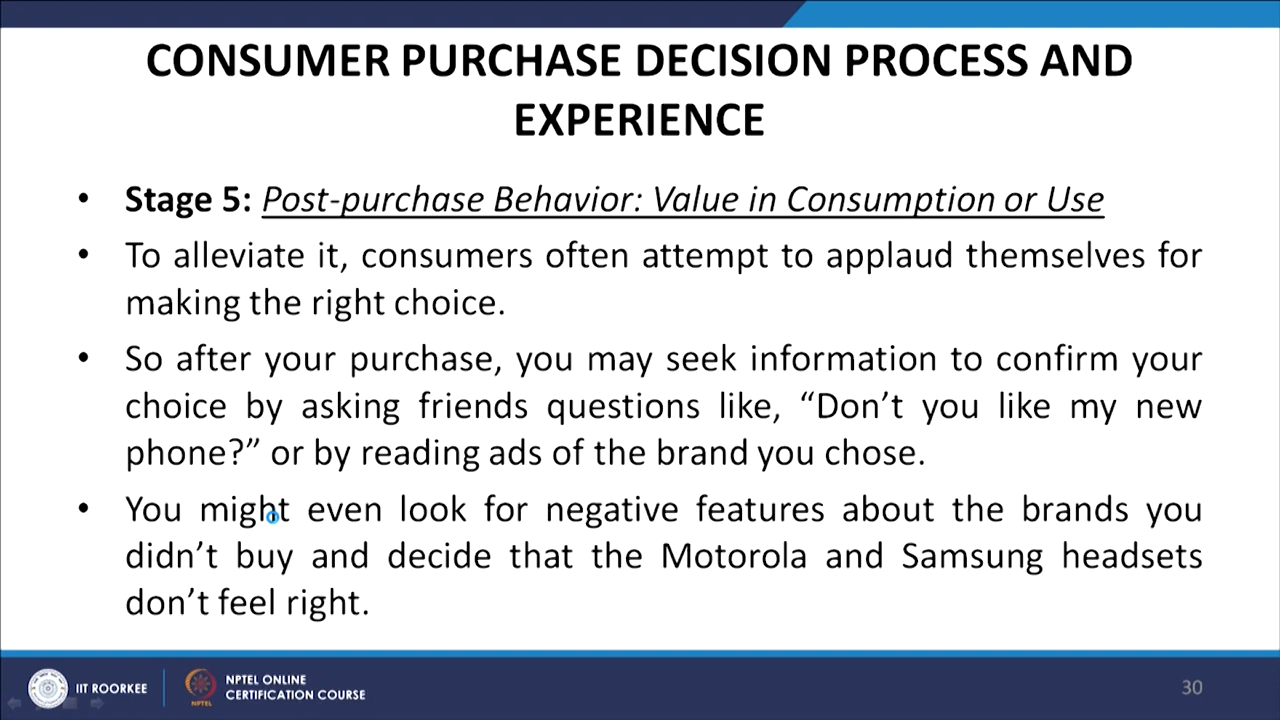 CONSUMER PURCHASE DECISION PROCESS AND
EXPERIENCE
• Stage 5: Post-purchase Behavior: Value in Consumption or Use
• To alleviate it, consumers often attempt to applaud themselves for
making the right choice.
• So after your purchase, you may seek information to confirm your
choice by asking friends questions like, “Don’t you like my new
phone?” or by reading ads of the brand you chose.
• You might even look for negative features about the brands you
didn’t buy and decide that the Motorola and Samsung headsets
don’t feel right.
IIT ROORKEE
NPTEL
NPTEL ONLINE
CERTIFICATION COURSE
30